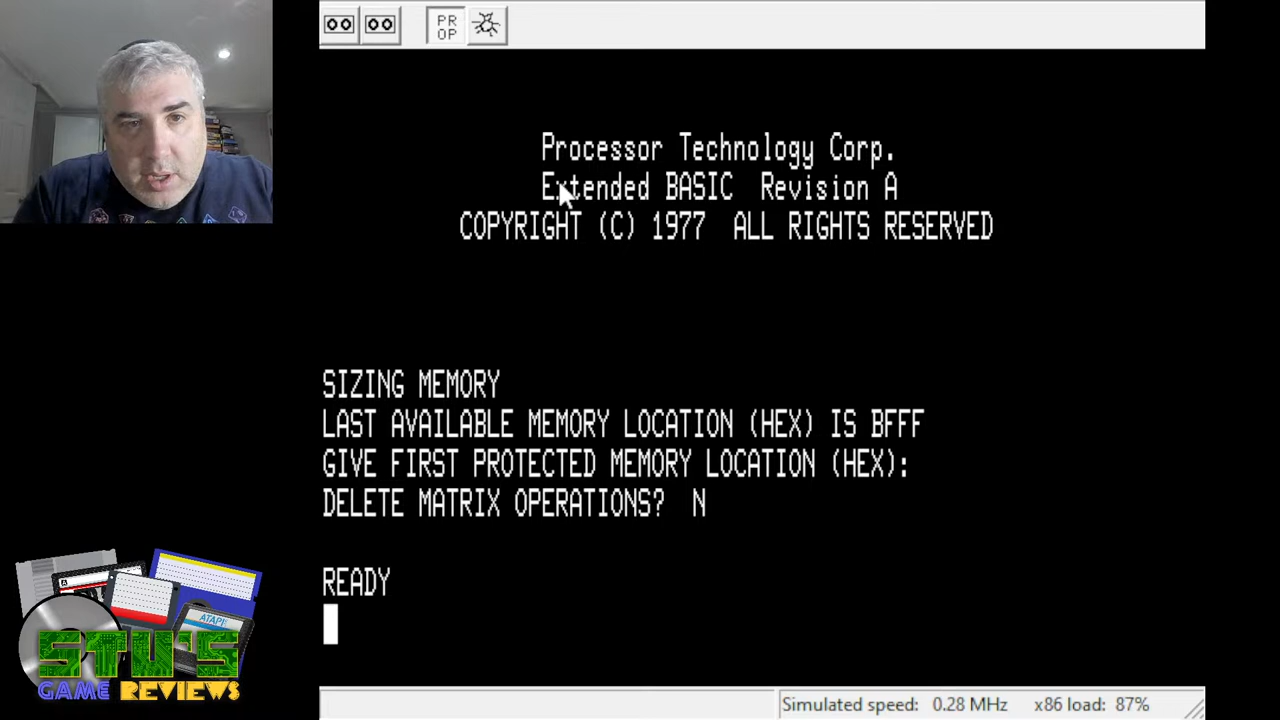 PR
OP
Processor Technology Corp.
Extended BASIC Revision A
COPYRIGHT (C) 1977 ALL RIGHTS RESERVED
SIZING MEMORY
LAST AVAILABLE MEMORY LOCATION (HEX) IS BFFF
GIVE FIRST PROTECTED MEMORY LOCATION (HEX):
DELETE MATRIX OPERATIONS? N
READY
ATARI
STU'S
GAME REVIEWS
Simulated speed: 0.28 MHz x86 load: 87%